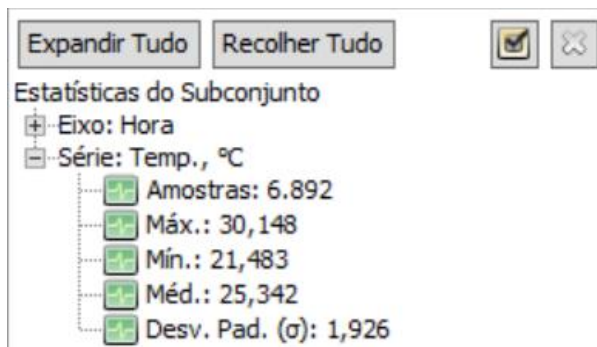 Expandir Tudo Recolher Tudo
Estatísticas do Subconjunto
Eixo: Hora
Série: Temp., °C
Amostras: 6.892
Máx.: 30,148
Mín.: 21,483
Méd.: 25,342
Desv. Pad. (σ): 1,926